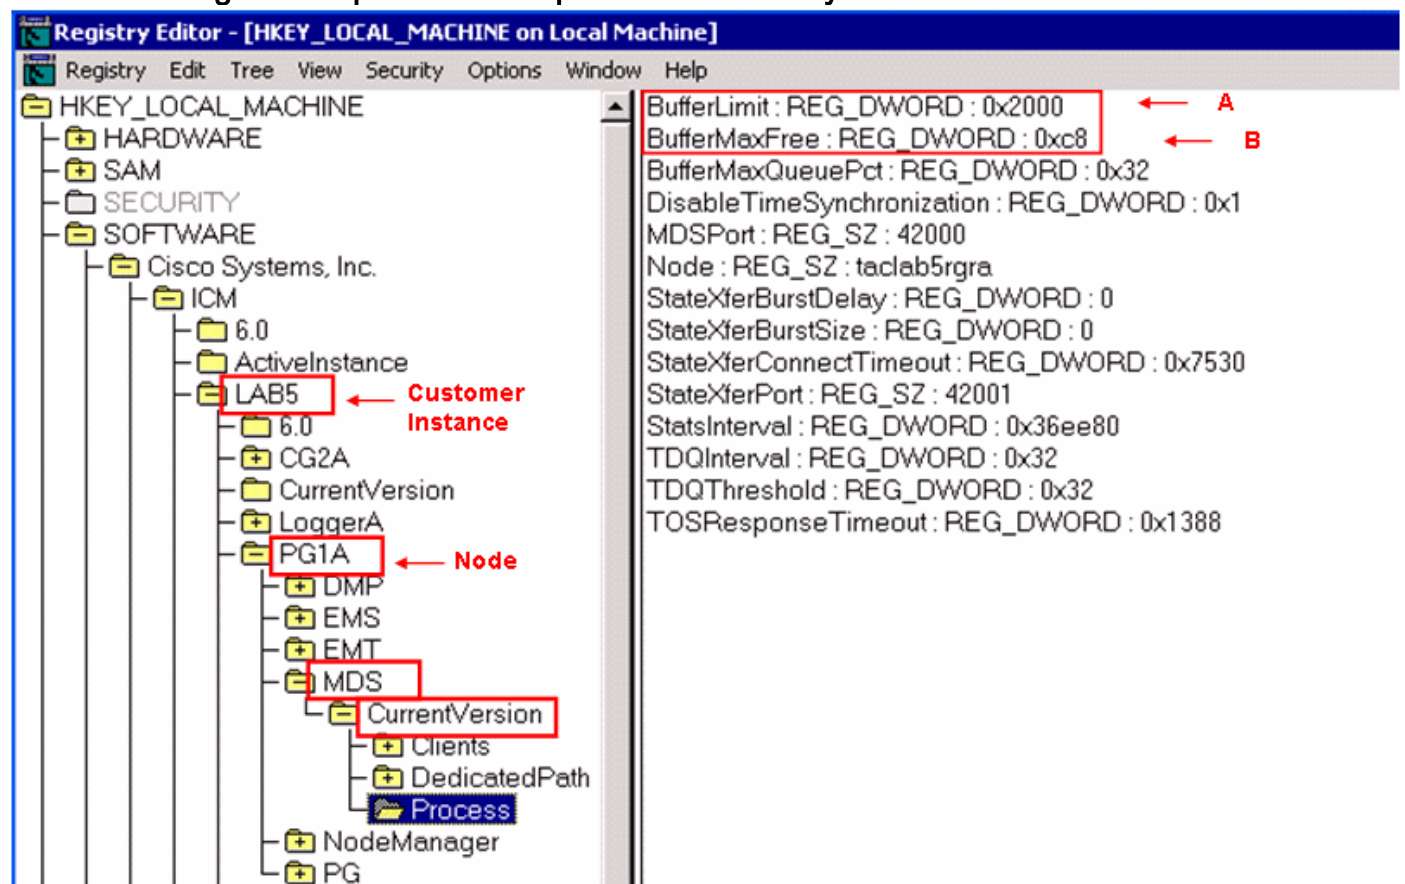 Registry Editor - [HKEY_LOCAL_MACHINE on Local Machine]
Registry Edit Tree View Security Options Window Help
HKEY_LOCAL_MACHINE
HARDWARE
SAM
SECURITY
SOFTWARE
Cisco Systems, Inc.
ICM
6.0
ActiveInstance
LAB5
Customer
Instance
6.0
CG2A
CurrentVersion
LoggerA
PG1A
Node
DMP
EMS
EMT
MDS
CurrentVersion
Clients
DedicatedPath
Process
NodeManager
PG
BufferLimit : REG_DWORD : 0x2000
A
BufferMaxFree : REG_DWORD : 0xc8
B
BufferMaxQueuePct : REG_DWORD : 0x32
DisableTimeSynchronization : REG_DWORD : 0x1
MDSPort : REG_SZ : 42000
Node : REG_SZ : taclab5rgra
StateXferBurstDelay : REG_DWORD : 0
StateXferBurstSize : REG_DWORD : 0
StateXferConnectTimeout : REG_DWORD : 0x7530
StateXferPort : REG_SZ : 42001
StatsInterval : REG_DWORD : 0x36ee80
TDQInterval : REG_DWORD : 0x32
TDQThreshold : REG_DWORD : 0x32
TOSResponseTimeout : REG_DWORD : 0x1388